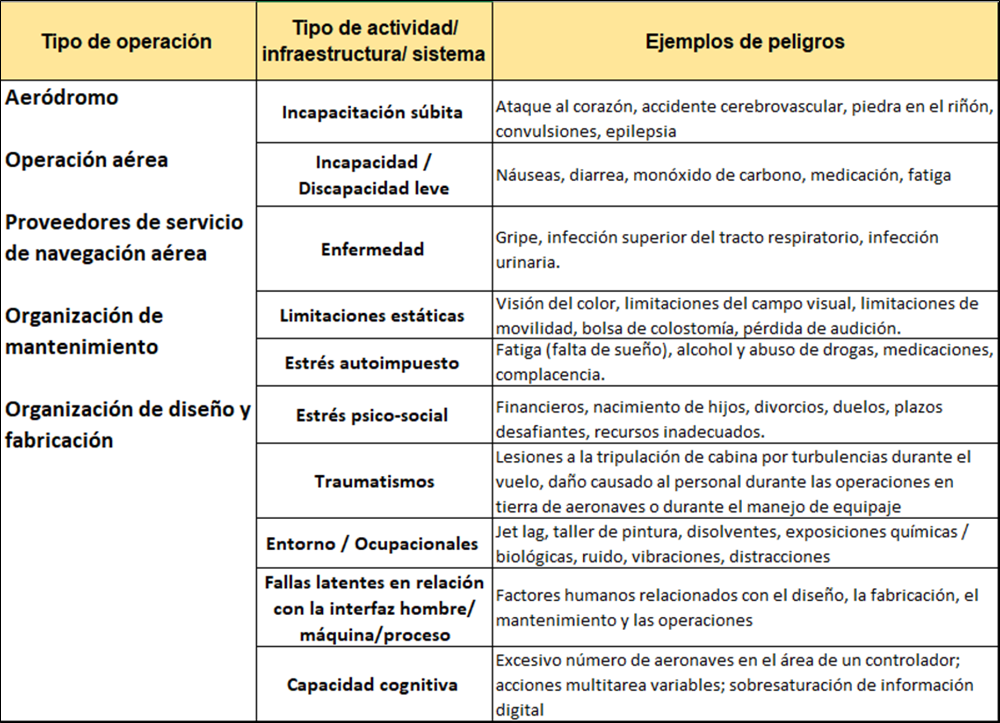 Tipo de operación
Tipo de actividad/
infraestructura/ sistema
Ejemplos de peligros
Aeródromo
Operación aérea
Proveedores de servicio
de navegación aérea
Organización de
mantenimiento
Organización de diseño y
fabricación
Incapacitación súbita
Ataque al corazón, accidente cerebrovascular, piedra en el riñón,
convulsiones, epilepsia
Incapacidad /
Discapacidad leve
Náuseas, diarrea, monóxido de carbono, medicación, fatiga
Enfermedad
Gripe, infección superior del tracto respiratorio, infección
urinaria.
Limitaciones estáticas
Visión del color, limitaciones del campo visual, limitaciones de
movilidad, bolsa de colostomía, pérdida de audición.
Estrés autoimpuesto
Fatiga (falta de sueño), alcohol y abuso de drogas, medicaciones,
complacencia.
Estrés psico-social
Financieros, nacimiento de hijos, divorcios, duelos, plazos
desafiantes, recursos inadecuados.
Traumatismos
Lesiones a la tripulación de cabina por turbulencias durante el
vuelo, daño causado al personal durante las operaciones en
tierra de aeronaves o durante el manejo de equipaje
Entorno / Ocupacionales
Jet lag, taller de pintura, disolventes, exposiciones químicas /
biológicas, ruido, vibraciones, distracciones
Fallas latentes en relación
con la interfaz hombre/
máquina/proceso
Factores humanos relacionados con el diseño, la fabricación, el
mantenimiento y las operaciones
Capacidad cognitiva
Excesivo número de aeronaves en el área de un controlador;
acciones multitarea variables; sobresaturación de información
digital